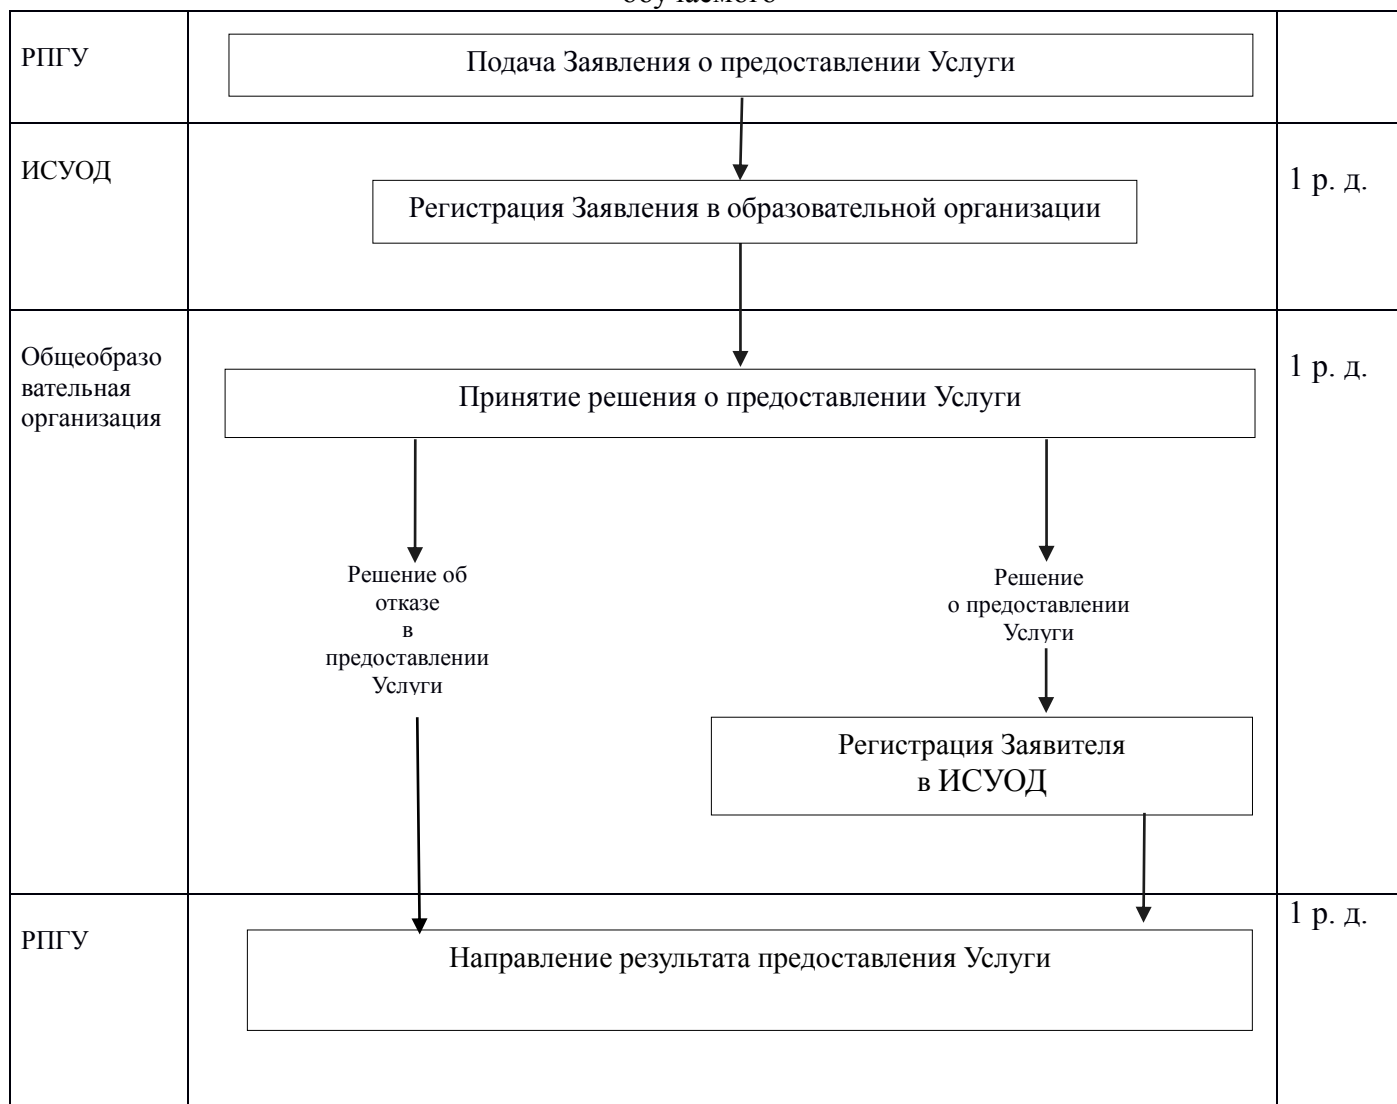 РПГУ
Подача Заявления о предоставлении Услуги
ИСУОД
1 р. д.
Регистрация Заявления в образовательной организации
Общеобразо
вательная
организация
1 р. д.
Принятие решения о предоставлении Услуги
Решение об
отказе
в
предоставлении
Услуги
Решение
о предоставлении
Услуги
Регистрация Заявителя
в ИСУОД
РПГУ
1 р. д.
Направление результата предоставления Услуги